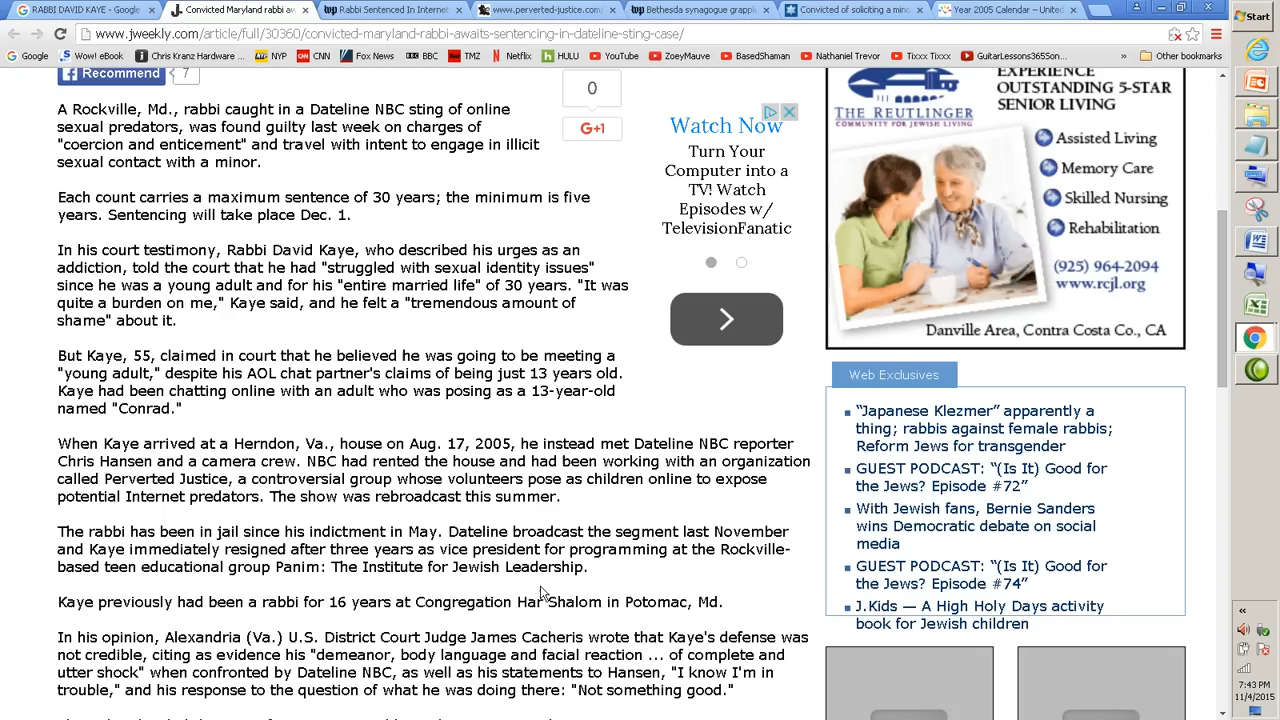 RABBI DAVID KAYE - Google
Convicted Maryland rabbi aw
Rabbi Sentenced In Internet
www.perverted-justice.com/
Bethesda synagogue grapple
Convicted of soliciting a mino
Year 2005 Calendar – United
Start
www.jweekly.com/article/full/30360/convicted-maryland-rabbi-awaits-sentencing-in-dateline-sting-case/
Google
Wow! eBook
Chris Kranz Hardware ...
NYP
CNN
Fox News
BBC
TMZ
Netflix
HULU
YouTube
ZoeyMauve
BasedShaman
Nathaniel Trevor
Tixxx Tixxx
GuitarLessons365Son...
»
Other bookmarks
Recommend
7
0
G+1
A Rockville, Md., rabbi caught in a Dateline NBC sting of online
sexual predators, was found guilty last week on charges of
"coercion and enticement" and travel with intent to engage in illicit
sexual contact with a minor.
Each count carries a maximum sentence of 30 years; the minimum is five
years. Sentencing will take place Dec. 1.
In his court testimony, Rabbi David Kaye, who described his urges as an
addiction, told the court that he had "struggled with sexual identity issues"
since he was a young adult and for his "entire married life" of 30 years. "It was
quite a burden on me," Kaye said, and he felt a "tremendous amount of
shame" about it.
But Kaye, 55, claimed in court that he believed he was going to be meeting a
"young adult," despite his AOL chat partner's claims of being just 13 years old.
Kaye had been chatting online with an adult who was posing as a 13-year-old
named "Conrad."
When Kaye arrived at a Herndon, Va., house on Aug. 17, 2005, he instead met Dateline NBC reporter
Chris Hansen and a camera crew. NBC had rented the house and had been working with an organization
called Perverted Justice, a controversial group whose volunteers pose as children online to expose
potential Internet predators. The show was rebroadcast this summer.
The rabbi has been in jail since his indictment in May. Dateline broadcast the segment last November
and Kaye immediately resigned after three years as vice president for programming at the Rockville-
based teen educational group Panim: The Institute for Jewish Leadership.
Kaye previously had been a rabbi for 16 years at Congregation Har Shalom in Potomac, Md.
In his opinion, Alexandria (Va.) U.S. District Court Judge James Cacheris wrote that Kaye's defense was
not credible, citing as evidence his "demeanor, body language and facial reaction ... of complete and
utter shock" when confronted by Dateline NBC, as well as his statements to Hansen, "I know I'm in
trouble," and his response to the question of what he was doing there: "Not something good."
Watch Now
Turn Your
Computer into a
TV! Watch
Episodes w/
TelevisionFanatic
EXPERIENCE
OUTSTANDING 5-STAR
SENIOR LIVING
THE REUTLINGER
COMMUNITY FOR JEWISH LIVING
Assisted Living
Memory Care
Skilled Nursing
Rehabilitation
(925) 964-2094
www.rcjl.org
Danville Area, Contra Costa Co., CA
Web Exclusives
“Japanese Klezmer” apparently a
thing; rabbis against female rabbis;
Reform Jews for transgender
GUEST PODCAST: “(Is It) Good for
the Jews? Episode #72”
With Jewish fans, Bernie Sanders
wins Democratic debate on social
media
GUEST PODCAST: “(Is It) Good for
the Jews? Episode #74”
J.Kids — A High Holy Days activity
book for Jewish children
«
7:43 PM
11/4/2015